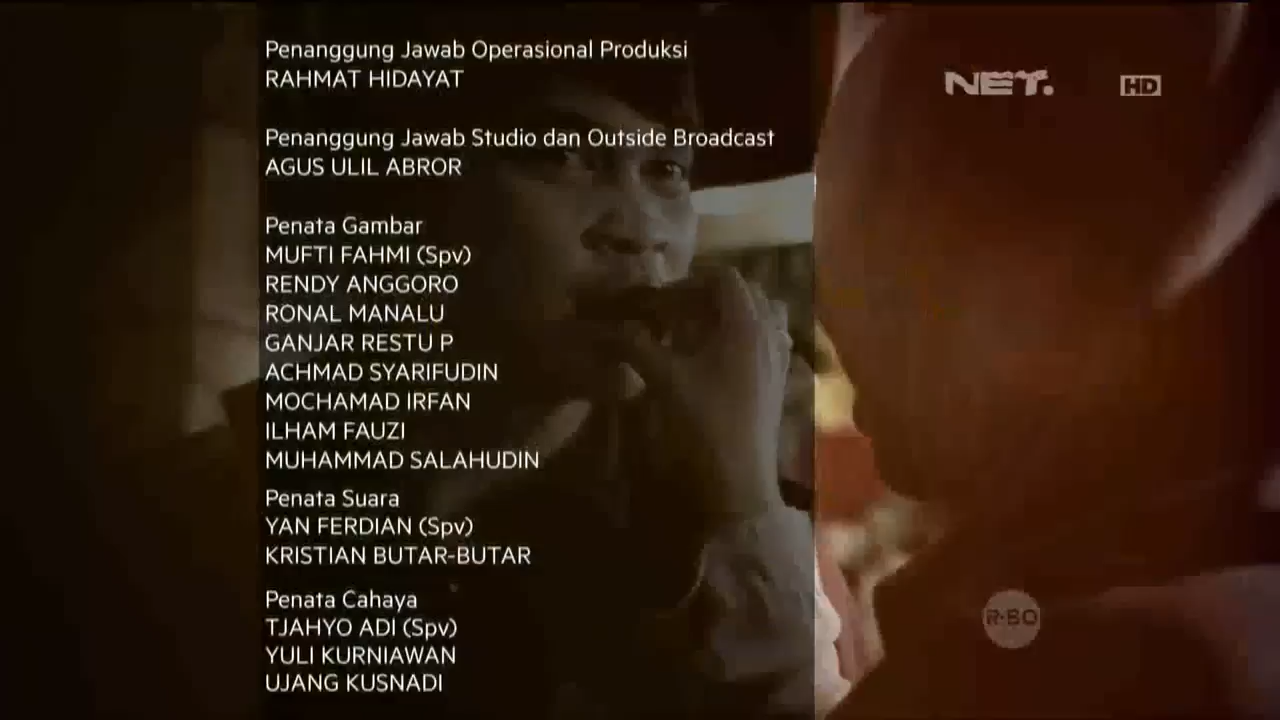 Penanggung Jawab Operasional Produksi
RAHMAT HIDAYAT
NET.
HD
Penanggung Jawab Studio dan Outside Broadcast
AGUS ULIL ABROR
Penata Gambar
MUFTI FAHMI (Spv)
RENDY ANGGORO
RONAL MANALU
GANJAR RESTU P
ACHMAD SYARIFUDIN
MOCHAMAD IRFAN
ILHAM FAUZI
MUHAMMAD SALAHUDIN
Penata Suara
YAN FERDIAN (Spv)
KRISTIAN BUTAR-BUTAR
Penata Cahaya
TJAHYO ADI (Spv)
YULI KURNIAWAN
UJANG KUSNADI
R-BO